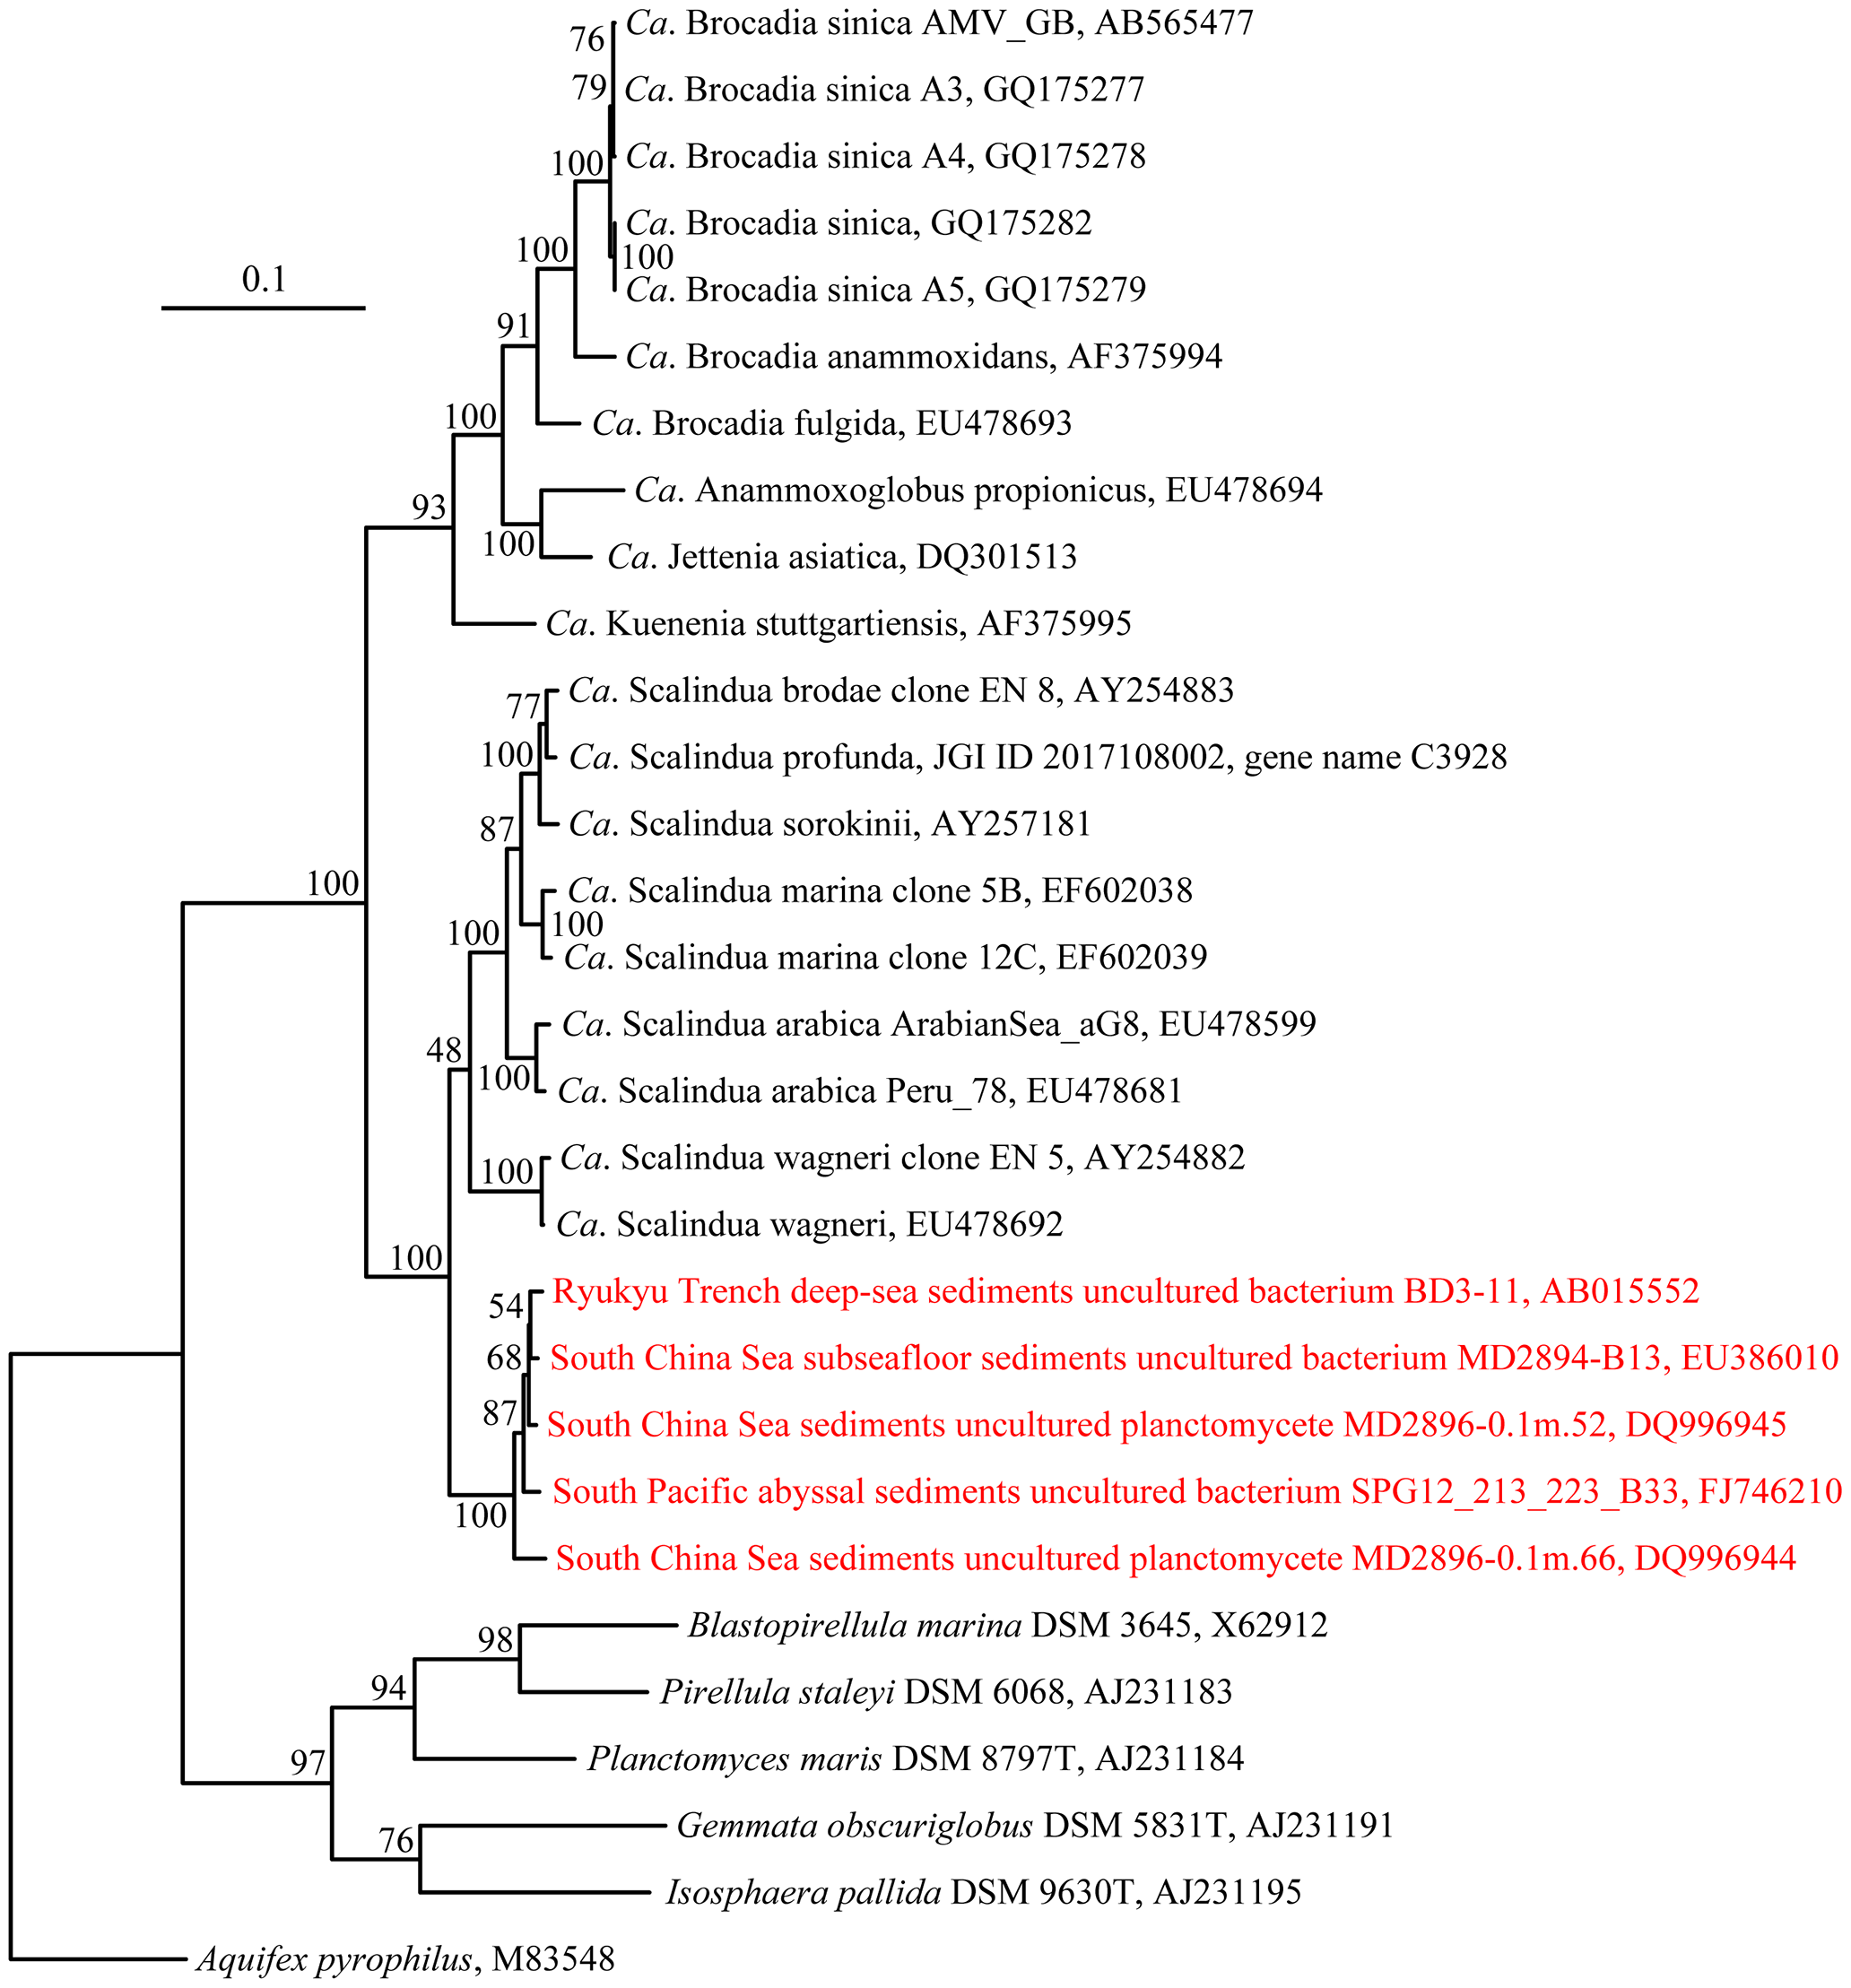 Ca. Brocadia sinica AMV_GB, AB565477
76
79
Ca. Brocadia sinica A3, GQ175277
100
Ca. Brocadia sinica A4, GQ175278
Ca. Brocadia sinica, GQ175282
100
100
0.1
Ca. Brocadia sinica A5, GQ175279
91
Ca. Brocadia anammoxidans, AF375994
100
Ca. Brocadia fulgida, EU478693
93
Ca. Anammoxoglobus propionicus, EU478694
100
Ca. Jettenia asiatica, DQ301513
Ca. Kuenenia stuttgartiensis, AF375995
77
Ca. Scalindua brodae clone EN 8, AY254883
100
Ca. Scalindua profunda, JGI ID 2017108002, gene name C3928
87
Ca. Scalindua sorokinii, AY257181
100
Ca. Scalindua marina clone 5B, EF602038
100
100
Ca. Scalindua marina clone 12C, EF602039
48
Ca. Scalindua arabica ArabianSea_aG8, EU478599
100
Ca. Scalindua arabica Peru_78, EU478681
100
Ca. Scalindua wagneri clone EN 5, AY254882
Ca. Scalindua wagneri, EU478692
100
54
Ryukyu Trench deep-sea sediments uncultured bacterium BD3-11, AB015552
68
South China Sea subseafloor sediments uncultured bacterium MD2894-B13, EU386010
87
South China Sea sediments uncultured planctomycete MD2896-0.1m.52, DQ996945
100
South Pacific abyssal sediments uncultured bacterium SPG12_213_223_B33, FJ746210
South China Sea sediments uncultured planctomycete MD2896-0.1m.66, DQ996944
98
Blastopirellula marina DSM 3645, X62912
94
Pirellula staleyi DSM 6068, AJ231183
97
Planctomyces maris DSM 8797T, AJ231184
76
Gemmata obscuriglobus DSM 5831T, AJ231191
Isosphaera pallida DSM 9630T, AJ231195
Aquifex pyrophilus, M83548